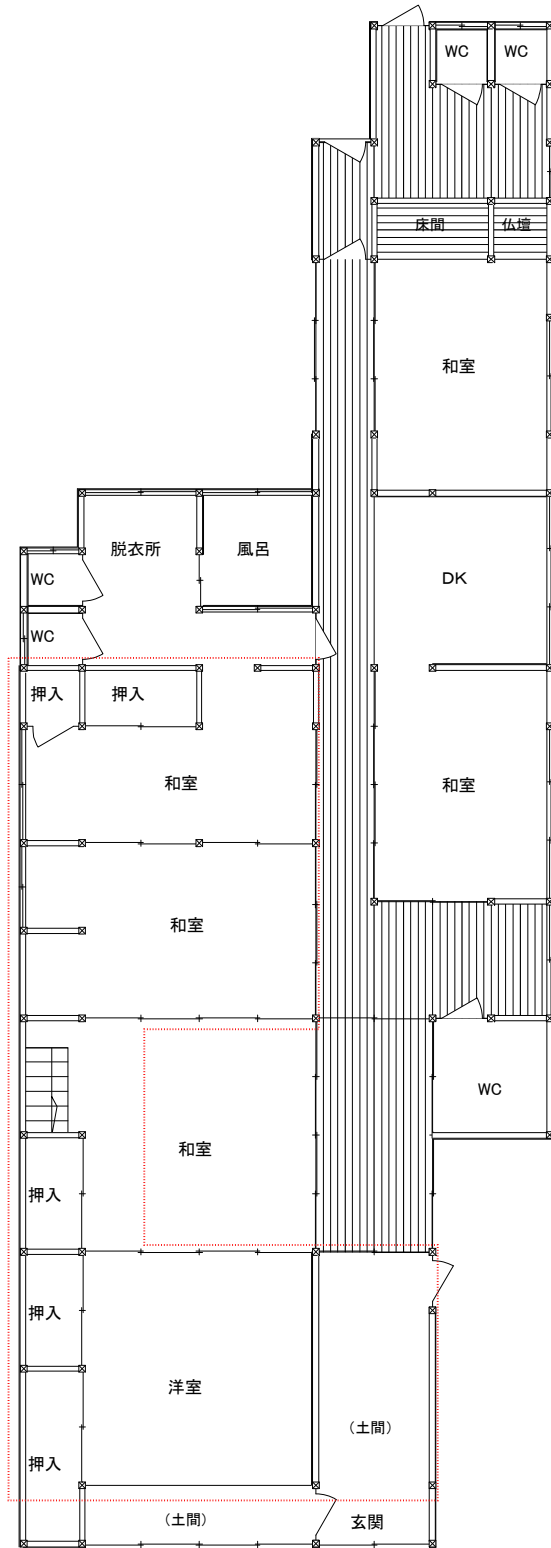 WC WC
床間 仏壇
和室
脱衣所 風呂
DK
WC
WC
押入 押入
和室
和室
和室
WC
和室
押入
押入
洋室
(土間)
押入
(土間) 玄関